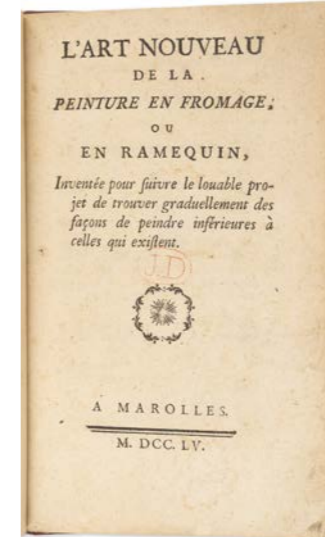 L'ART NOUVEAU
DE LA
PEINTURE EN FROMAGE;
OU
EN RAMEQUIN,
Inventée pour ſuivre le louable pro-
jet de trouver graduellement des
façons de peindre inférieures à
celles qui exiſtent.
J.D
A MAROLLES.
M. DCC. LV.